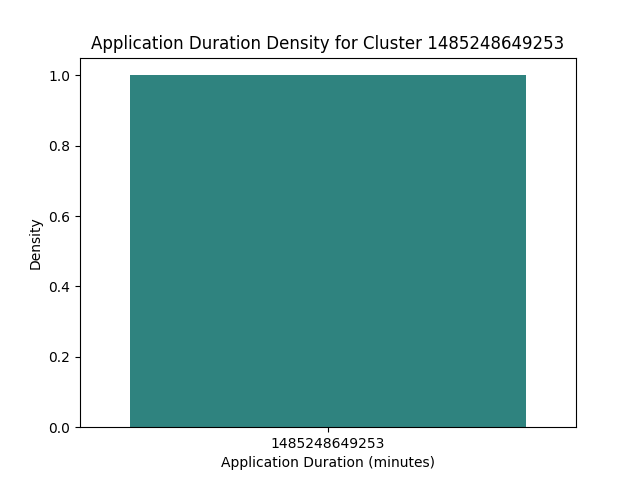 Application Duration Density for Cluster 1485248649253
1.0
0.8
0.6
0.4
0.2
0.0
Density
1485248649253
Application Duration (minutes)